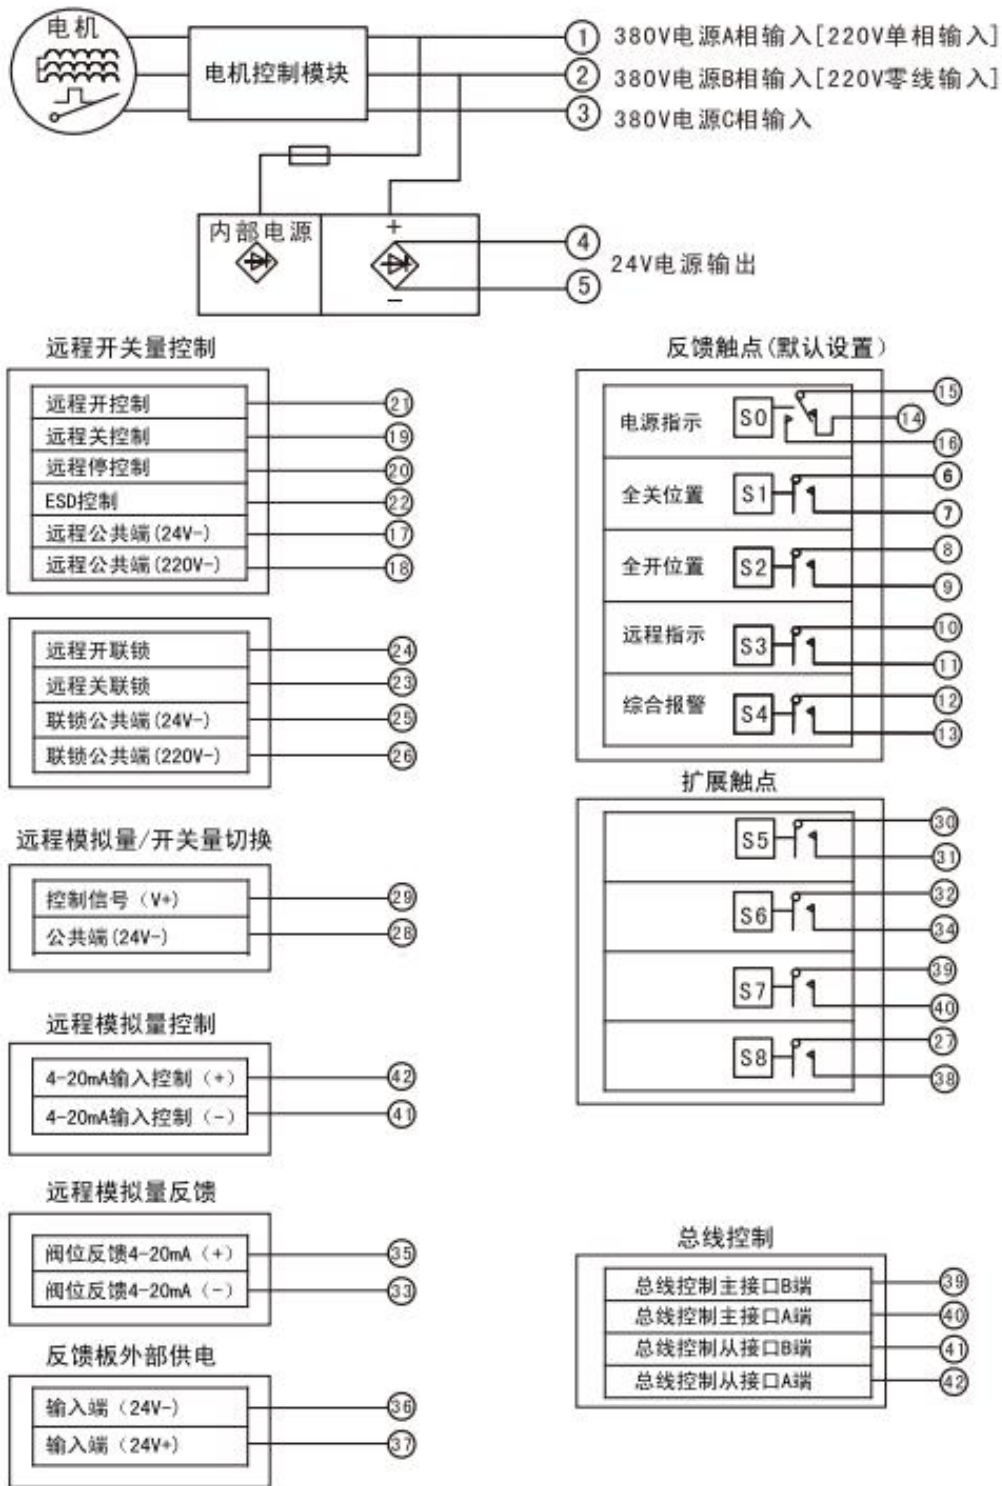 电机
电机控制模块
① 380V电源A相输入[220V单相输入]
② 380V电源B相输入[220V零线输入]
③ 380V电源C相输入
内部电源
+
④
24V电源输出
⑤
−
远程开关量控制
远程开控制 ㉑
远程关控制 ⑲
远程停控制 ⑳
ESD控制 ㉒
远程公共端(24V-) ⑰
远程公共端(220V-) ⑱
远程开联锁 ㉔
远程关联锁 ㉓
联锁公共端(24V-) ㉕
联锁公共端(220V-) ㉖
远程模拟量/开关量切换
控制信号（V+) ㉙
公共端(24V-) ㉘
远程模拟量控制
4-20mA输入控制（+） ㊷
4-20mA输入控制（-） ㊶
远程模拟量反馈
阀位反馈4-20mA（+） ㉟
阀位反馈4-20mA（-） ㉝
反馈板外部供电
输入端（24V-) ㊱
输入端（24V+) ㊲
反馈触点(默认设置）
电源指示 S0 ⑮
⑭
⑯
全关位置 S1 ⑥
⑦
全开位置 S2 ⑧
⑨
远程指示 S3 ⑩
⑪
综合报警 S4 ⑫
⑬
扩展触点
S5 ㉚
㉛
S6 ㉜
㉞
S7 ㊴
㊵
S8 ㉗
㊳
总线控制
总线控制主接口B端 ㊴
总线控制主接口A端 ㊵
总线控制从接口B端 ㊶
总线控制从接口A端 ㊷